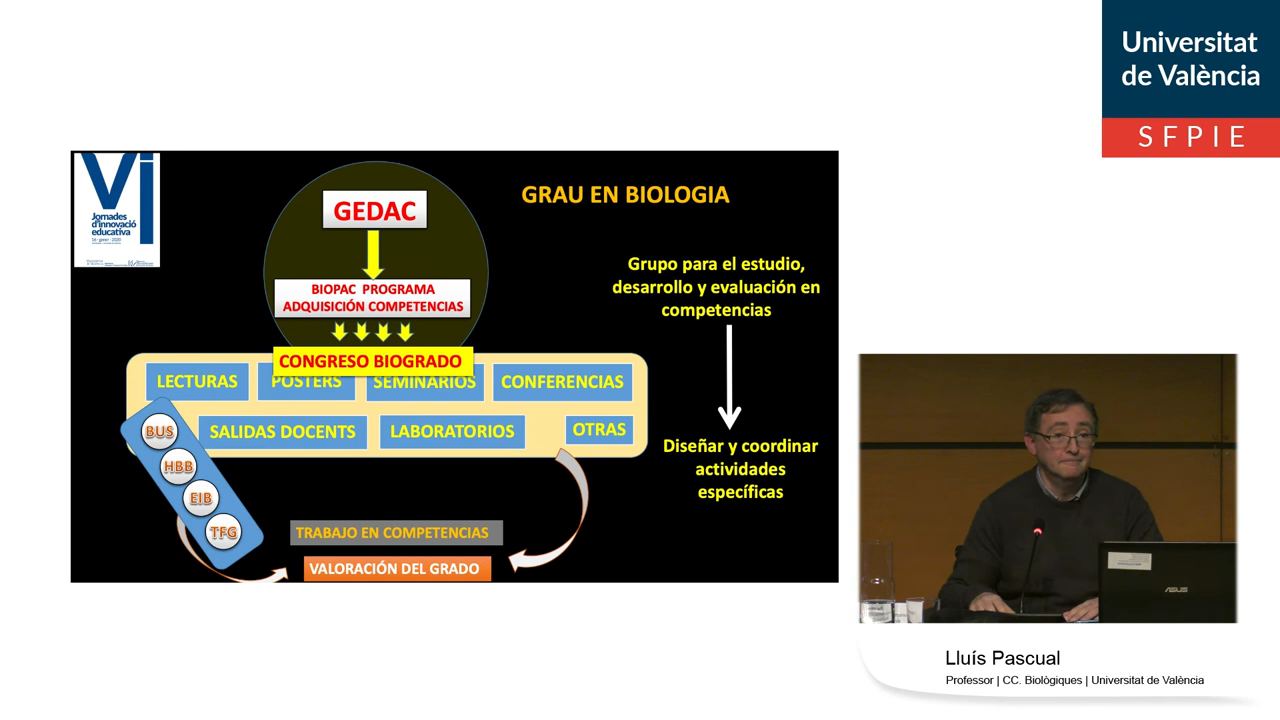 Universitat
de València
SFPIE
Vi
Jornades
d'innovació
educativa
GRAU EN BIOLOGIA
GEDAC
BIOPAC PROGRAMA
ADQUISICIÓN COMPETENCIAS
CONGRESO BIOGRADO
LECTURAS
POSTERS
SEMINARIOS
CONFERENCIAS
SALIDAS DOCENTS
LABORATORIOS
OTRAS
BUS
HBB
EIB
TFG
TRABAJO EN COMPETENCIAS
VALORACIÓN DEL GRADO
Grupo para el estudio,
desarrollo y evaluación en
competencias
Diseñar y coordinar
actividades
específicas
ASUS
Lluís Pascual
Professor | CC. Biològiques | Universitat de València